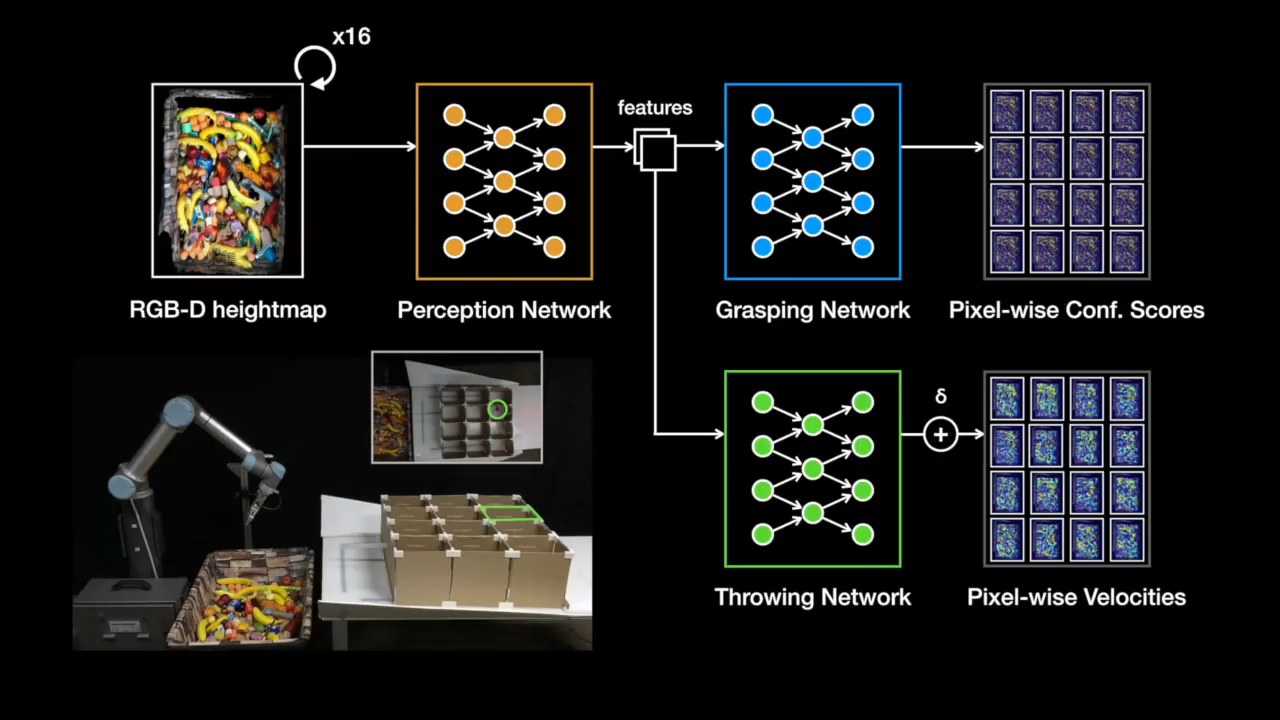 x16
features
RGB-D heightmap
Perception Network
Grasping Network
Pixel-wise Conf. Scores
δ
+
Throwing Network
Pixel-wise Velocities